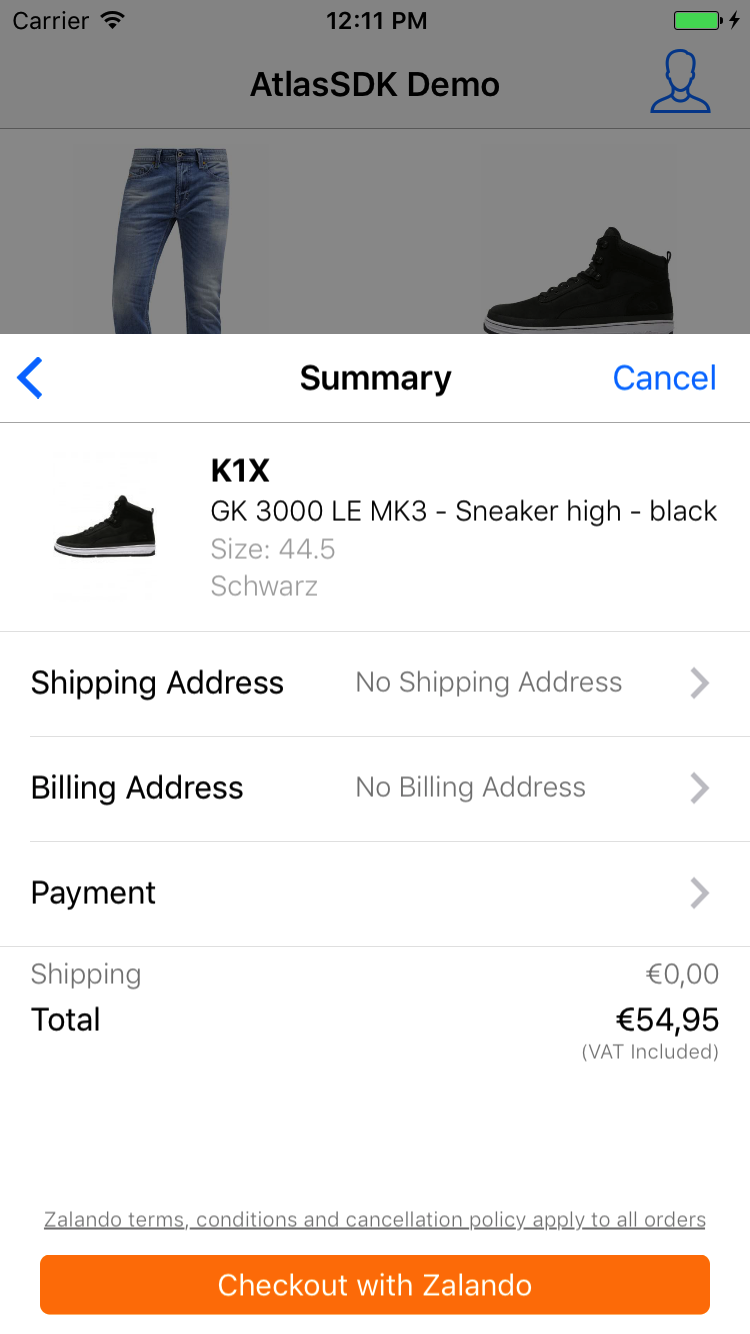 Carrier 12:11 PM
AtlasSDK Demo
Summary Cancel
K1X
GK 3000 LE MK3 - Sneaker high - black
Size: 44.5
Schwarz
Shipping Address No Shipping Address
Billing Address No Billing Address
Payment
Shipping €0,00
Total €54,95
(VAT Included)
Zalando terms, conditions and cancellation policy apply to all orders
Checkout with Zalando